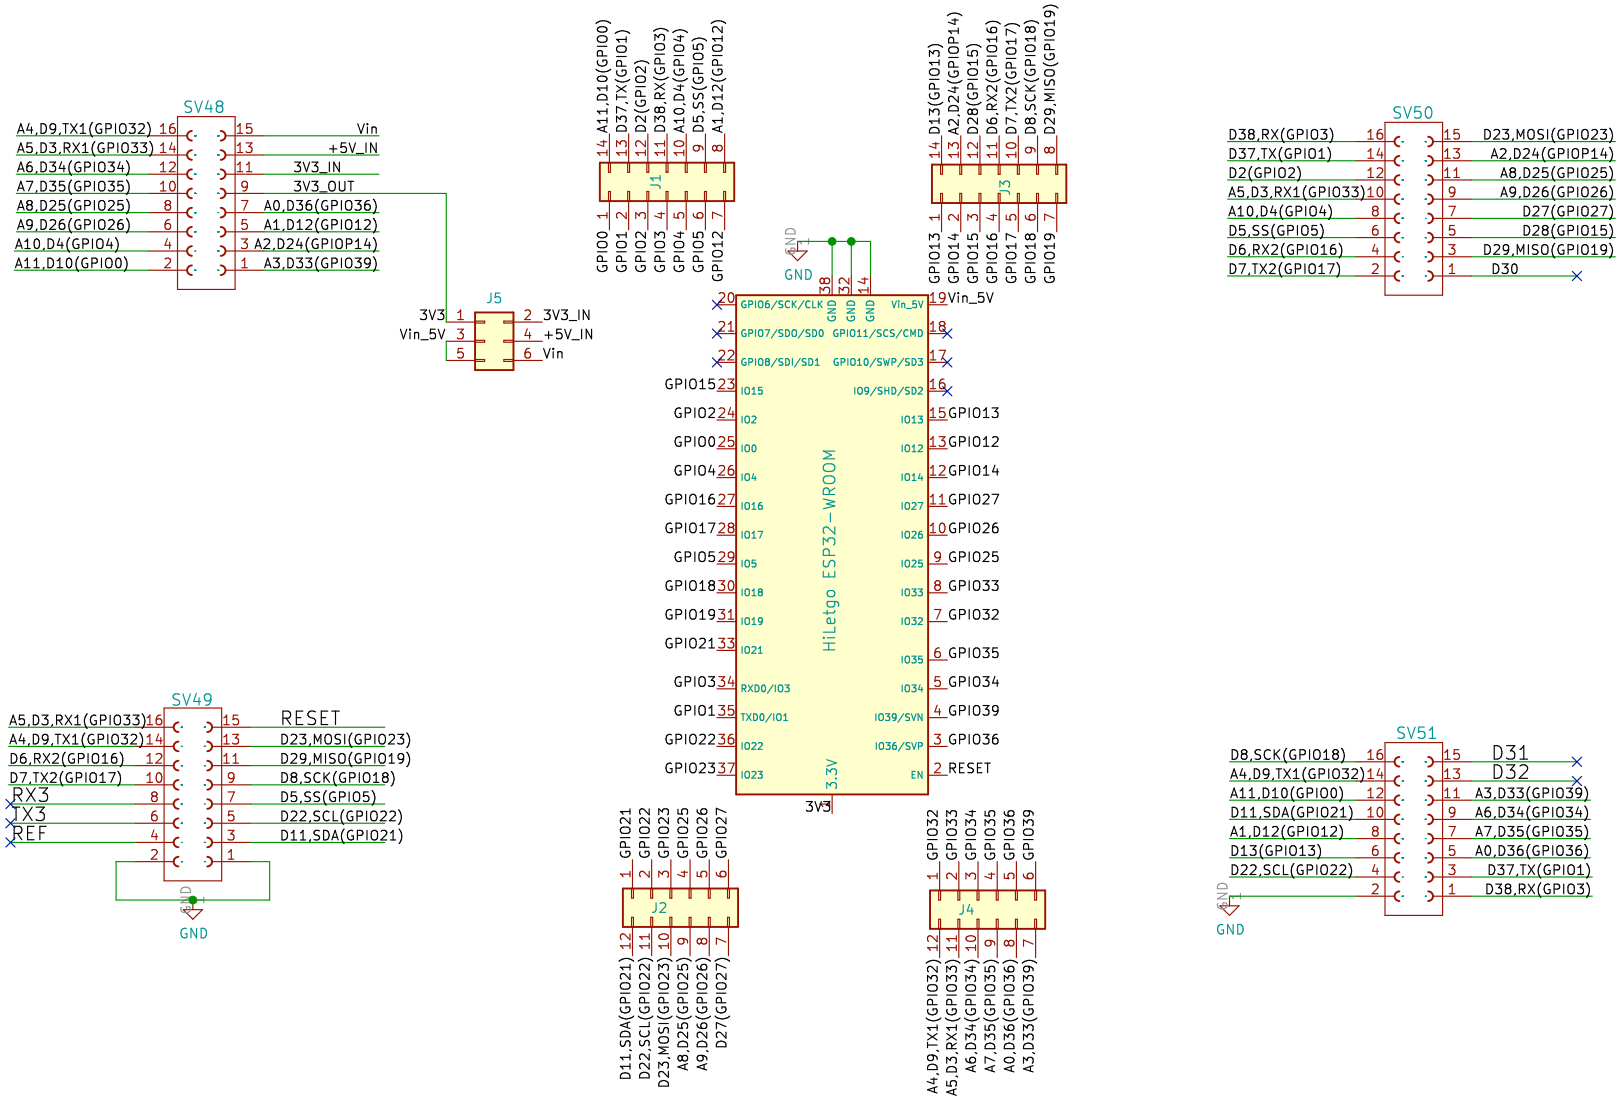 SV48
A4,D9,TX1(GPIO32) 16 15 Vin
A5,D3,RX1(GPIO33) 14 13 +5V_IN
A6,D34(GPIO34) 12 11 3V3_IN
A7,D35(GPIO35) 10 9 3V3_OUT
A8,D25(GPIO25) 8 7 A0,D36(GPIO36)
A9,D26(GPIO26) 6 5 A1,D12(GPIO12)
A10,D4(GPIO4) 4 3 A2,D24(GPIOP14)
A11,D10(GPIO0) 2 1 A3,D33(GPIO39)
J5
3V3 1 2 3V3_IN
Vin_5V 3 4 +5V_IN
5 6 Vin
J1
14 A11,D10(GPIO0)
13 D37,TX(GPIO1)
12 D2(GPIO2)
11 D38,RX(GPIO3)
10 A10,D4(GPIO4)
9 D5,SS(GPIO5)
8 A1,D12(GPIO12)
GPIO0 1
GPIO1 2
GPIO2 3
GPIO3 4
GPIO4 5
GPIO5 6
GPIO12 7
J3
14 D13(GPIO13)
13 A2,D24(GPIOP14)
12 D28(GPIO15)
11 D6,RX2(GPIO16)
10 D7,TX2(GPIO17)
9 D8,SCK(GPIO18)
8 D29,MISO(GPIO19)
GPIO13 1
GPIO14 2
GPIO15 3
GPIO16 4
GPIO17 5
GPIO18 6
GPIO19 7
SV50
D38,RX(GPIO3) 16 15 D23,MOSI(GPIO23)
D37,TX(GPIO1) 14 13 A2,D24(GPIOP14)
D2(GPIO2) 12 11 A8,D25(GPIO25)
A5,D3,RX1(GPIO33) 10 9 A9,D26(GPIO26)
A10,D4(GPIO4) 8 7 D27(GPIO27)
D5,SS(GPIO5) 6 5 D28(GPIO15)
D6,RX2(GPIO16) 4 3 D29,MISO(GPIO19)
D7,TX2(GPIO17) 2 1 D30
GND 1
GND
38 32 14
GND GND GND
20 GPIO6/SCK/CLK Vin_5V 19 Vin_5V
21 GPIO7/SDO/SD0 GPIO11/SCS/CMD 18
22 GPIO8/SDI/SD1 GPIO10/SWP/SD3 17
GPIO15 23 IO15 IO9/SHD/SD2 16
GPIO2 24 IO2 IO13 15 GPIO13
GPIO0 25 IO0 IO12 13 GPIO12
GPIO4 26 IO4 IO14 12 GPIO14
GPIO16 27 IO16 IO27 11 GPIO27
GPIO17 28 IO17 IO26 10 GPIO26
GPIO5 29 IO5 IO25 9 GPIO25
GPIO18 30 IO18 IO33 8 GPIO33
GPIO19 31 IO19 IO32 7 GPIO32
GPIO21 33 IO21 IO35 6 GPIO35
GPIO3 34 RXD0/IO3 IO34 5 GPIO34
GPIO1 35 TXD0/IO1 IO39/SVN 4 GPIO39
GPIO22 36 IO22 IO36/SVP 3 GPIO36
GPIO23 37 IO23 EN 2 RESET
HiLetgo ESP32-WROOM
3.3V
3V3
SV49
A5,D3,RX1(GPIO33) 16 15 RESET
A4,D9,TX1(GPIO32) 14 13 D23,MOSI(GPIO23)
D6,RX2(GPIO16) 12 11 D29,MISO(GPIO19)
D7,TX2(GPIO17) 10 9 D8,SCK(GPIO18)
RX3 8 7 D5,SS(GPIO5)
TX3 6 5 D22,SCL(GPIO22)
REF 4 3 D11,SDA(GPIO21)
2 1
GND 1
GND
J2
GPIO21 1
GPIO22 2
GPIO23 3
GPIO25 4
GPIO26 5
GPIO27 6
D11,SDA(GPIO21) 12
D22,SCL(GPIO22) 11
D23,MOSI(GPIO23) 10
A8,D25(GPIO25) 9
A9,D26(GPIO26) 8
D27(GPIO27) 7
J4
GPIO32 1
GPIO33 2
GPIO34 3
GPIO35 4
GPIO36 5
GPIO39 6
A4,D9,TX1(GPIO32) 12
A5,D3,RX1(GPIO33) 11
A6,D34(GPIO34) 10
A7,D35(GPIO35) 9
A0,D36(GPIO36) 8
A3,D33(GPIO39) 7
SV51
D8,SCK(GPIO18) 16 15 D31
A4,D9,TX1(GPIO32) 14 13 D32
A11,D10(GPIO0) 12 11 A3,D33(GPIO39)
D11,SDA(GPIO21) 10 9 A6,D34(GPIO34)
A1,D12(GPIO12) 8 7 A7,D35(GPIO35)
D13(GPIO13) 6 5 A0,D36(GPIO36)
D22,SCL(GPIO22) 4 3 D37,TX(GPIO1)
2 1 D38,RX(GPIO3)
GND 1
GND